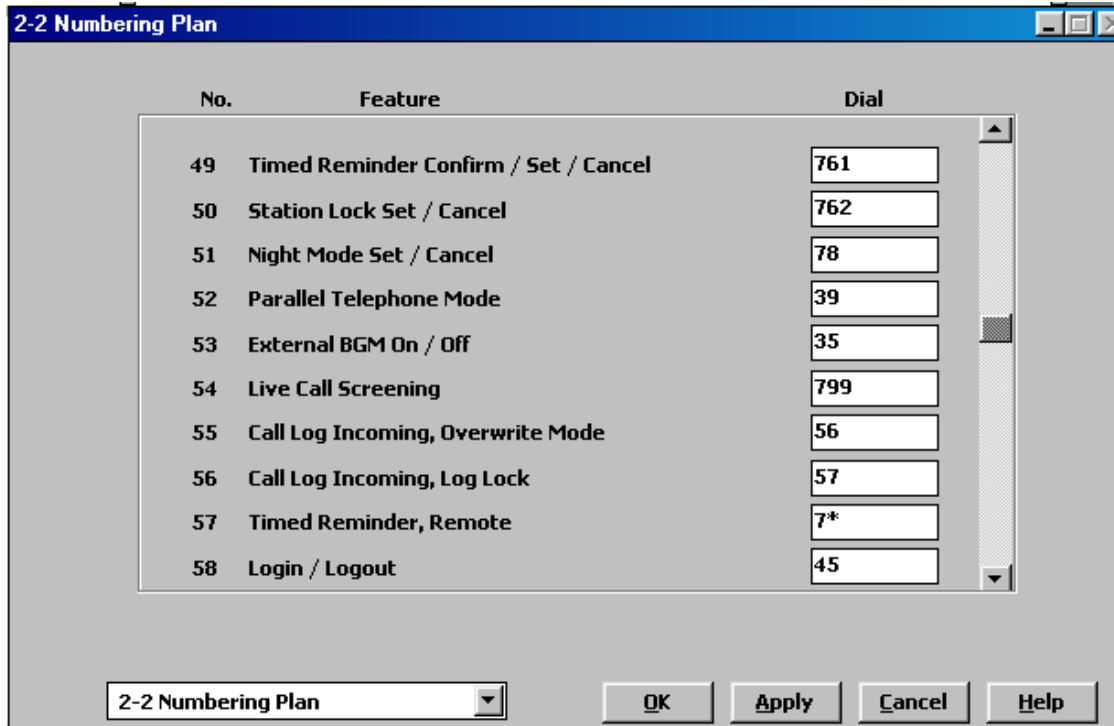 2-2 Numbering Plan
No. Feature Dial
49 Timed Reminder Confirm / Set / Cancel 761
50 Station Lock Set / Cancel 762
51 Night Mode Set / Cancel 78
52 Parallel Telephone Mode 39
53 External BGM On / Off 35
54 Live Call Screening 799
55 Call Log Incoming, Overwrite Mode 56
56 Call Log Incoming, Log Lock 57
57 Timed Reminder, Remote 7*
58 Login / Logout 45
2-2 Numbering Plan OK Apply Cancel Help